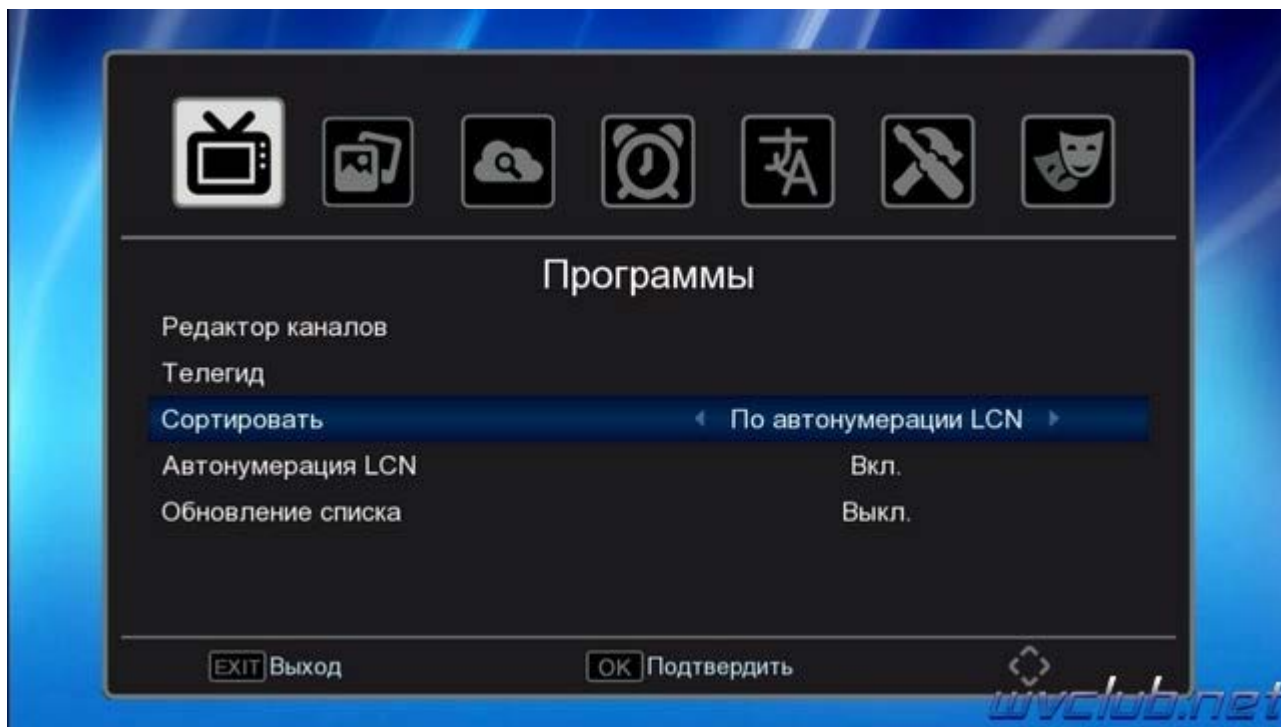 Программы
Редактор каналов
Телегид
Сортировать По автонумерации LCN
Автонумерация LCN Вкл.
Обновление списка Выкл.
EXIT Выход OK Подтвердить
wvclub.net